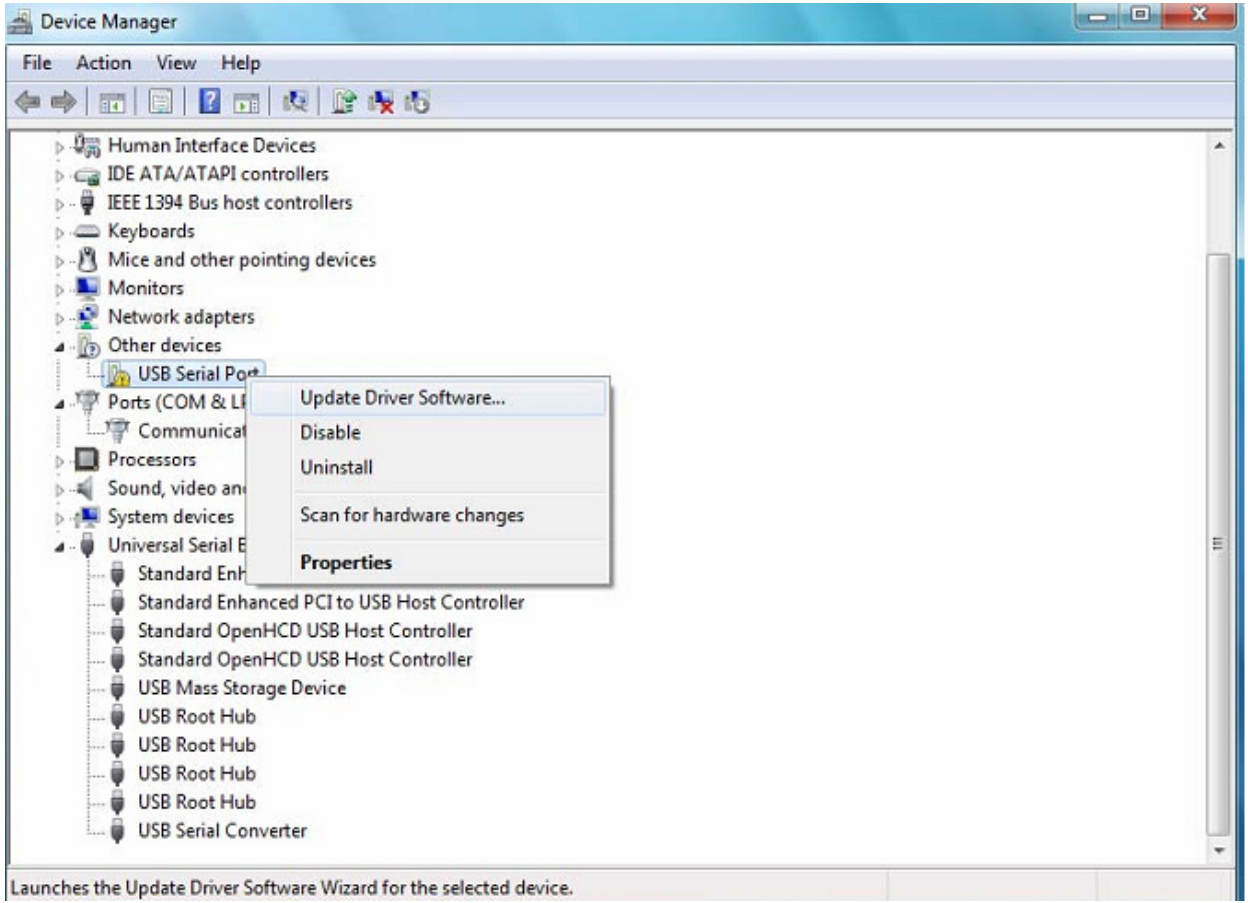 Device Manager
File Action View Help
Human Interface Devices
IDE ATA/ATAPI controllers
IEEE 1394 Bus host controllers
Keyboards
Mice and other pointing devices
Monitors
Network adapters
Other devices
USB Serial Port
Ports (COM &
Update Driver Software...
Disable
Uninstall
Scan for hardware changes
Properties
Processors
Sound, video
System devices
Universal Serial
Standard
Standard Enhanced PCI to USB Host Controller
Standard OpenHCD USB Host Controller
Standard OpenHCD USB Host Controller
USB Mass Storage Device
USB Root Hub
USB Root Hub
USB Root Hub
USB Root Hub
USB Serial Converter
Launches the Update Driver Software Wizard for the selected device.